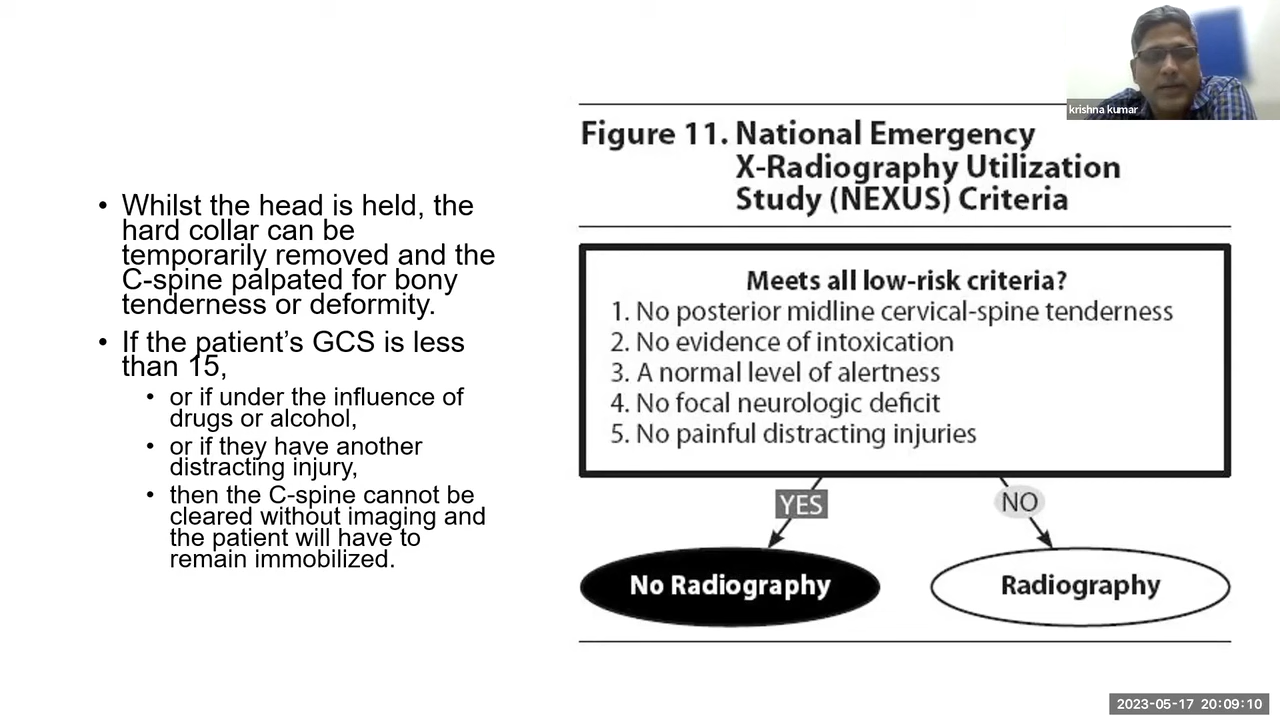 krishna kumar
• Whilst the head is held, the
hard collar can be
temporarily removed and the
C-spine palpated for bony
tenderness or deformity.
• If the patient’s GCS is less
than 15,
• or if under the influence of
drugs or alcohol,
• or if they have another
distracting injury,
• then the C-spine cannot be
cleared without imaging and
the patient will have to
remain immobilized.
Figure 11. National Emergency
X-Radiography Utilization
Study (NEXUS) Criteria
Meets all low-risk criteria?
1. No posterior midline cervical-spine tenderness
2. No evidence of intoxication
3. A normal level of alertness
4. No focal neurologic deficit
5. No painful distracting injuries
YES
NO
No Radiography
Radiography
2023-05-17 20:09:10